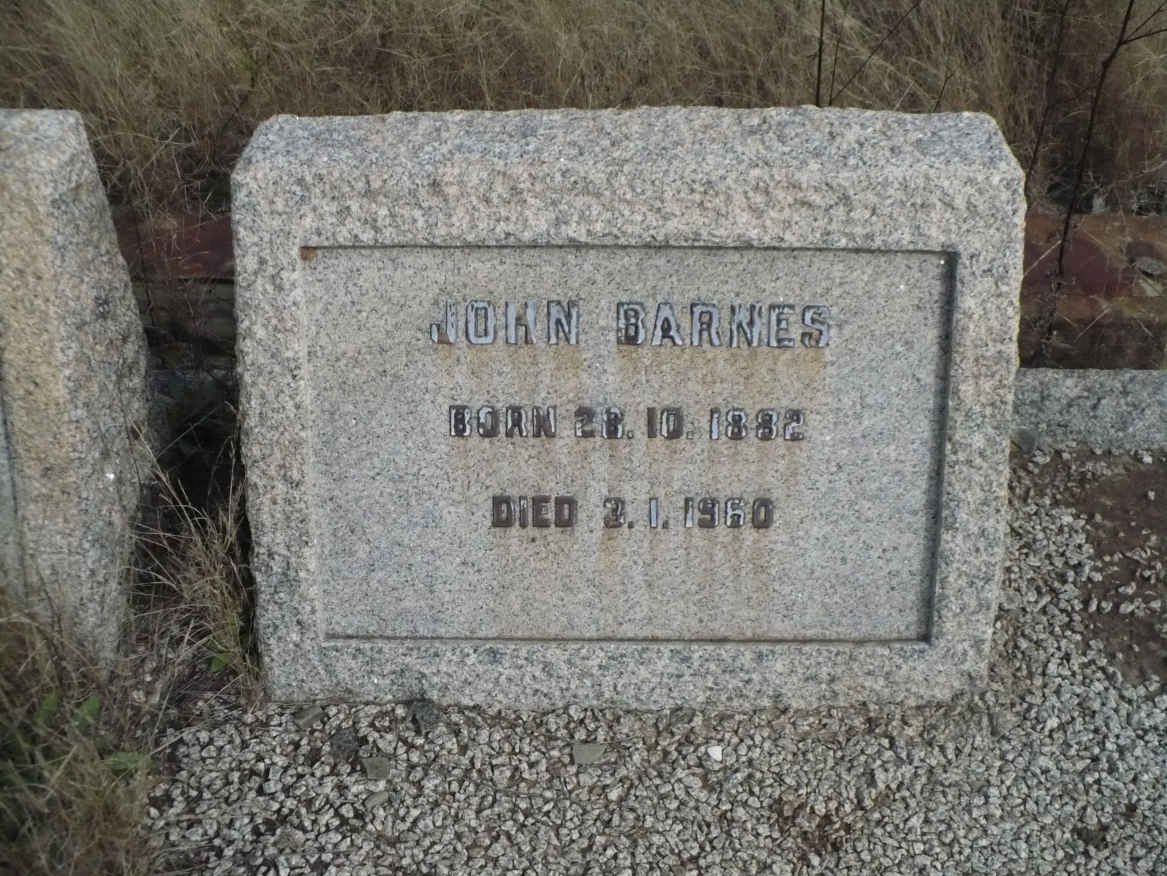 JOHN BARNES
BORN 28. 10. 1882
DIED 3. 1. 1960